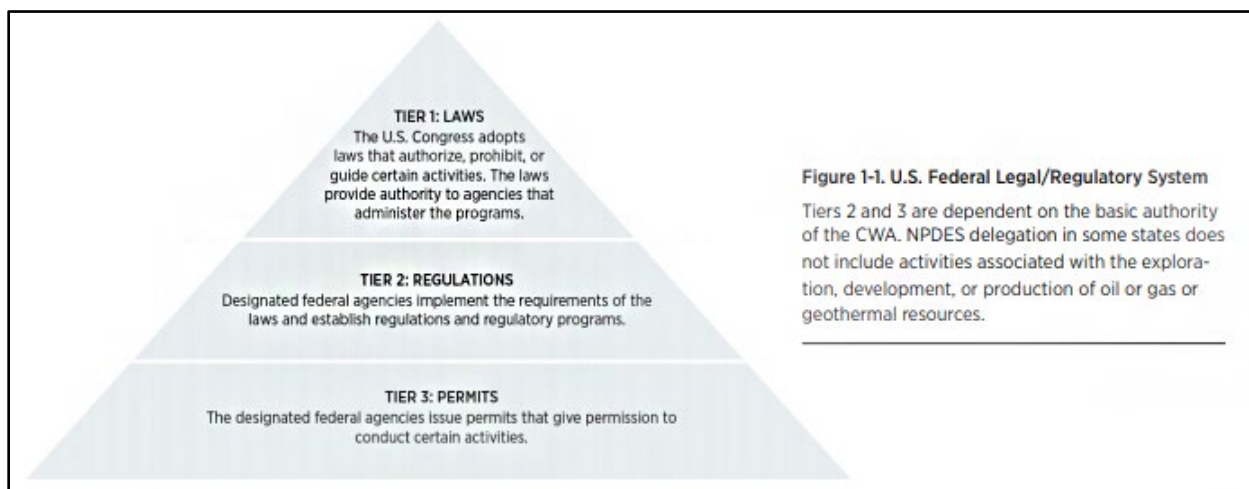 TIER 1: LAWS
The U.S. Congress adopts
laws that authorize, prohibit, or
guide certain activities. The laws
provide authority to agencies that
administer the programs.
TIER 2: REGULATIONS
Designated federal agencies implement the requirements of the
laws and establish regulations and regulatory programs.
TIER 3: PERMITS
The designated federal agencies issue permits that give permission to
conduct certain activities.
Figure 1-1. U.S. Federal Legal/Regulatory System
Tiers 2 and 3 are dependent on the basic authority
of the CWA. NPDES delegation in some states does
not include activities associated with the explora-
tion, development, or production of oil or gas or
geothermal resources.